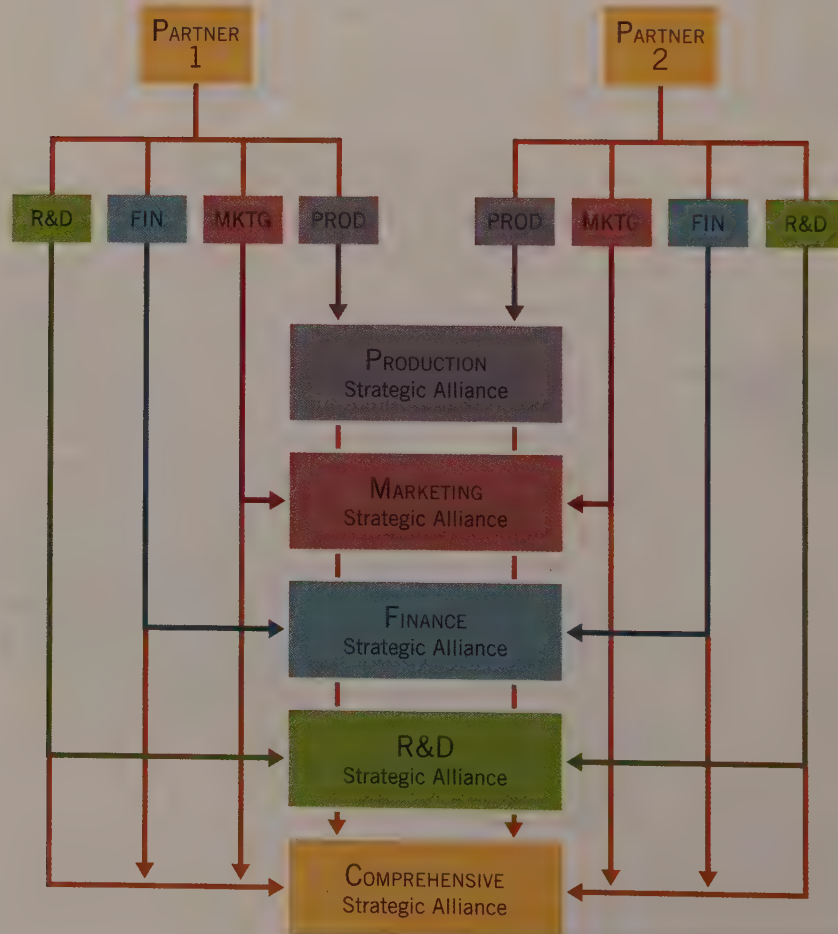 PARTNER
1
PARTNER
2
R&D FIN MKTG PROD PROD MKTG FIN R&D
PRODUCTION
Strategic Alliance
MARKETING
Strategic Alliance
FINANCE
Strategic Alliance
R&D
Strategic Alliance
COMPREHENSIVE
Strategic Alliance